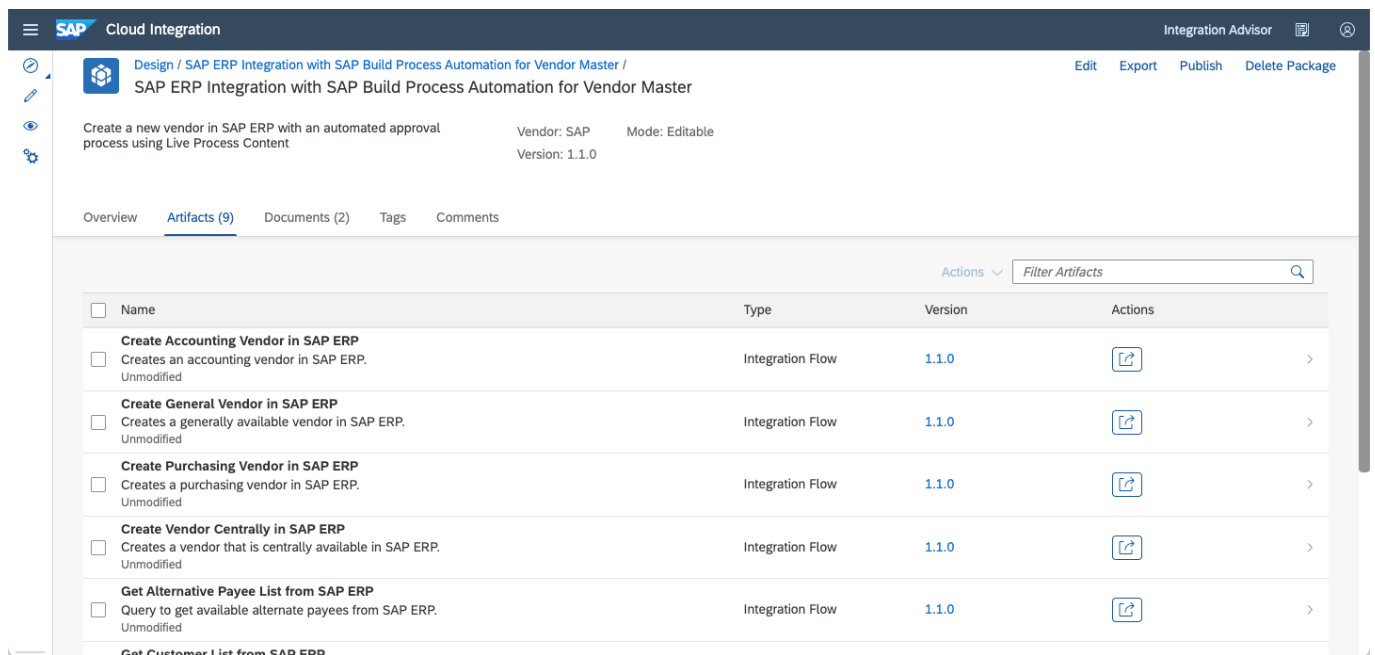 SAP Cloud Integration Integration Advisor
Design / SAP ERP Integration with SAP Build Process Automation for Vendor Master /
Edit Export Publish Delete Package
SAP ERP Integration with SAP Build Process Automation for Vendor Master
Create a new vendor in SAP ERP with an automated approval
process using Live Process Content
Vendor: SAP Mode: Editable
Version: 1.1.0
Overview Artifacts (9) Documents (2) Tags Comments
Actions Filter Artifacts
Name Type Version Actions
Create Accounting Vendor in SAP ERP
Creates an accounting vendor in SAP ERP. Integration Flow 1.1.0
Unmodified
Create General Vendor in SAP ERP
Creates a generally available vendor in SAP ERP. Integration Flow 1.1.0
Unmodified
Create Purchasing Vendor in SAP ERP
Creates a purchasing vendor in SAP ERP. Integration Flow 1.1.0
Unmodified
Create Vendor Centrally in SAP ERP
Creates a vendor that is centrally available in SAP ERP. Integration Flow 1.1.0
Unmodified
Get Alternative Payee List from SAP ERP
Query to get available alternate payees from SAP ERP. Integration Flow 1.1.0
Unmodified
Get Customer List from SAP ERP